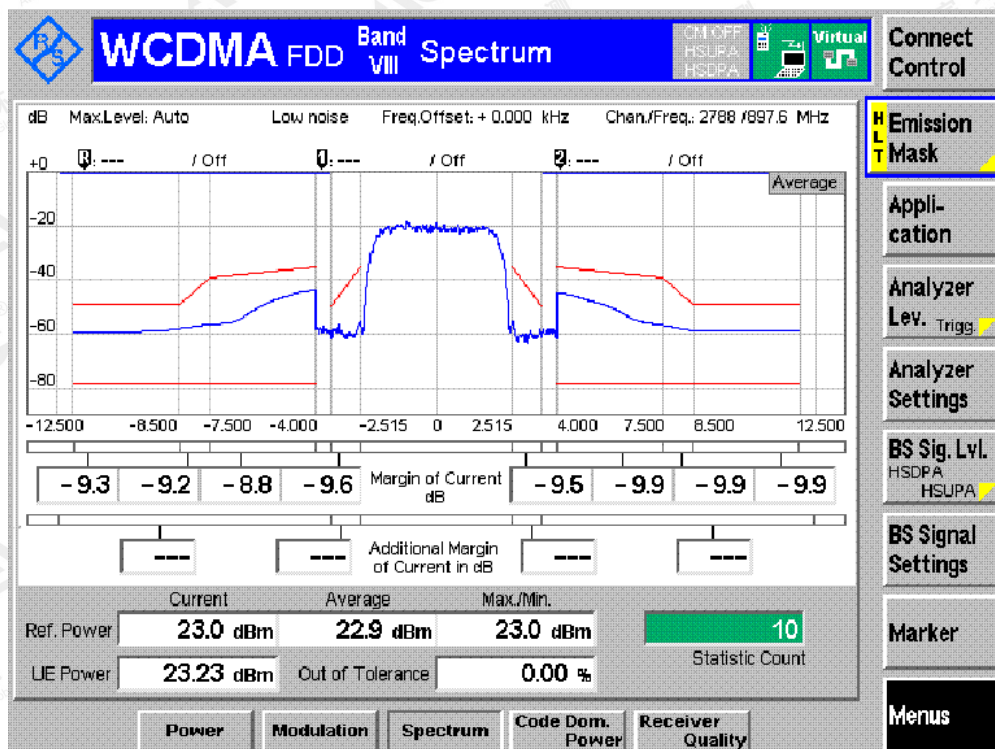 R S
WCDMA FDD Band VIII Spectrum
CM OFF
HSUPA
HSDPA
Virtual
Connect
Control
dB Max.Level: Auto Low noise Freq.Offset: + 0.000 kHz Chan./Freq.: 2788 /897.6 MHz
HLT
Emission
Mask
+0 R: --- / Off 1: --- / Off 2: --- / Off
Average
-20
-40
-60
-80
-12.500 -8.500 -7.500 -4.000 -2.515 0 2.515 4.000 7.500 8.500 12.500
Appli-
cation
Analyzer
Lev. Trigg.
Analyzer
Settings
BS Sig. Lvl.
HSDPA
HSUPA
- 9.3 - 9.2 - 8.8 - 9.6 Margin of Current dB - 9.5 - 9.9 - 9.9 - 9.9
--- --- Additional Margin of Current in dB --- ---
BS Signal
Settings
Current Average Max./Min.
Ref. Power 23.0 dBm 22.9 dBm 23.0 dBm 10
Statistic Count
UE Power 23.23 dBm Out of Tolerance 0.00 %
Marker
Menus
Power Modulation Spectrum Code Dom. Power Receiver Quality